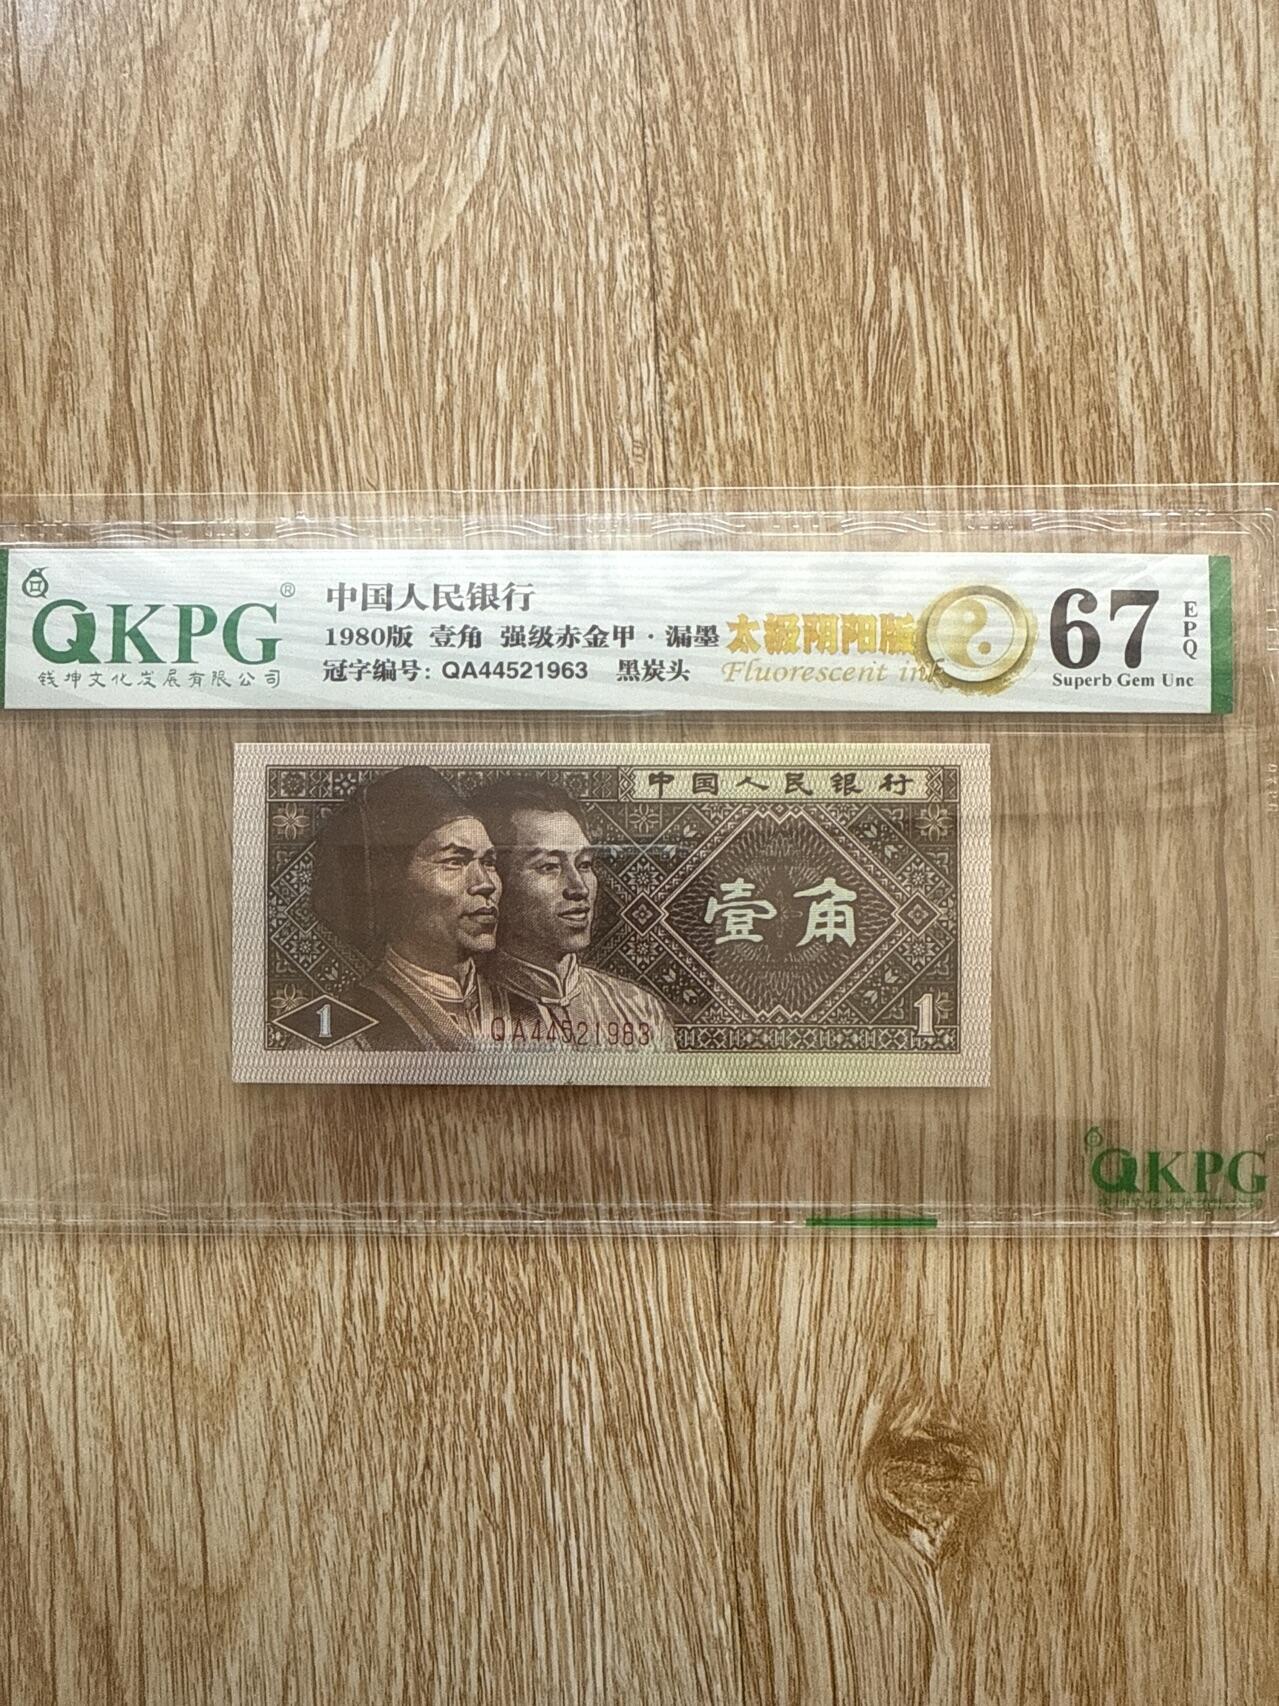 QKPG®
钱坤文化发展有限公司
中国人民银行
1980版 壹角 强级赤金甲·漏墨
冠字编号: QA44521963 黑炭头
太极阴阳版
Fluorescent ink
67
EPQ
Superb Gem Unc
中国人民银行
壹角
1
QA44521963
1
QKPG